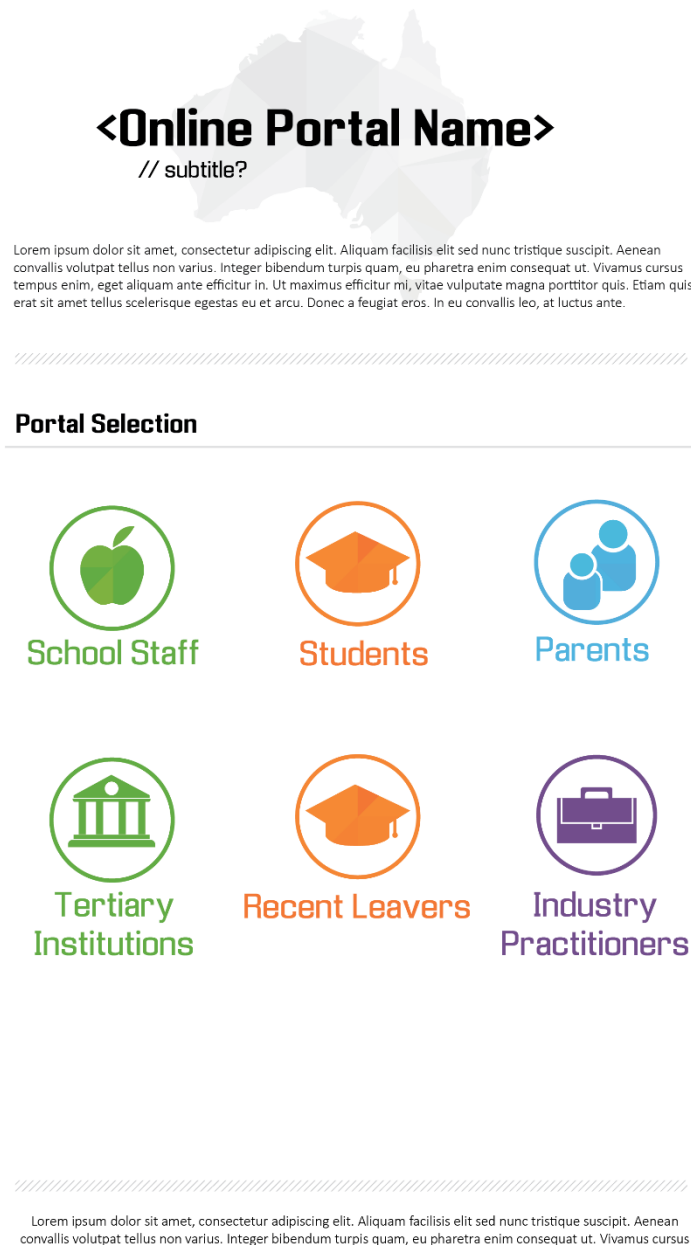 <Online Portal Name>
// subtitle?
Lorem ipsum dolor sit amet, consectetur adipiscing elit. Aliquam facilisis elit sed nunc tristique suscipit. Aenean
convallis volutpat tellus non varius. Integer bibendum turpis quam, eu pharetra enim consequat ut. Vivamus cursus
tempus enim, eget aliquam ante efficitur in. Ut maximus efficitur mi, vitae vulputate magna porttitor quis. Etiam quis
erat sit amet tellus scelerisque egestas eu et arcu. Donec a feugiat eros. In eu convallis leo, at luctus ante.
Portal Selection
School Staff
Students
Parents
Tertiary
Institutions
Recent Leavers
Industry
Practitioners
Lorem ipsum dolor sit amet, consectetur adipiscing elit. Aliquam facilisis elit sed nunc tristique suscipit. Aenean
convallis volutpat tellus non varius. Integer bibendum turpis quam, eu pharetra enim consequat ut. Vivamus cursus